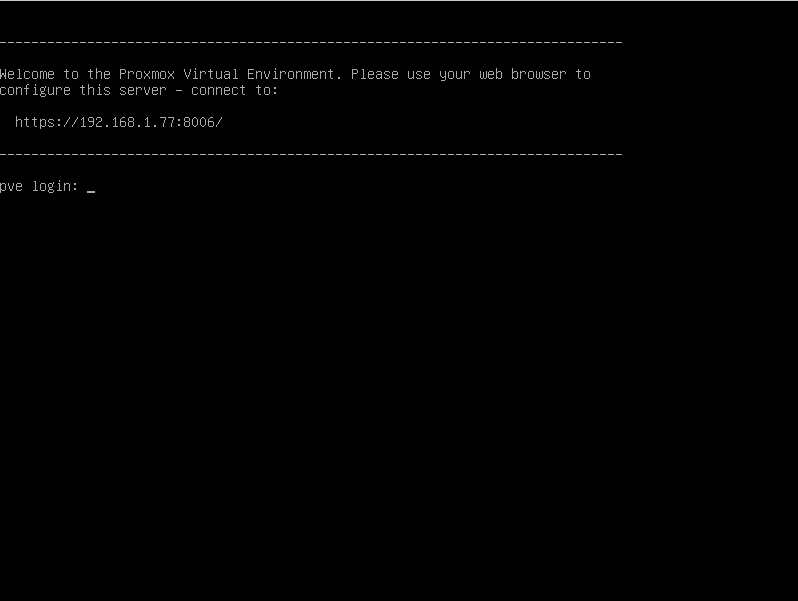 ------------------------------------------------------------------------------
Welcome to the Proxmox Virtual Environment. Please use your web browser to
configure this server - connect to:
https://192.168.1.77:8006/
------------------------------------------------------------------------------
pve login: _